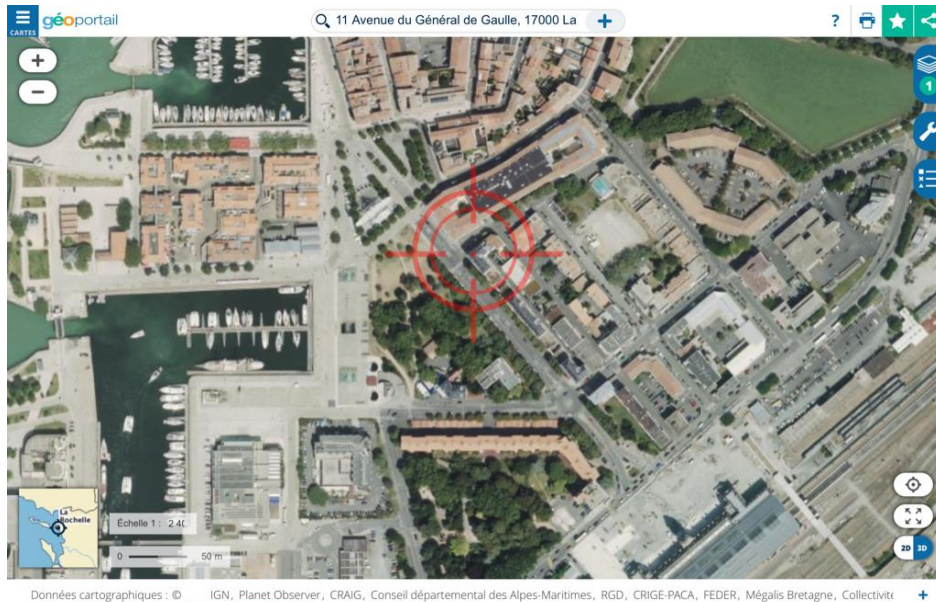 CARTES
géoportail
11 Avenue du Général de Gaulle, 17000 La
+
?
+
−
1
La
Rochelle
Échelle 1 : 2 40
0 50 m
2D 3D
Données cartographiques : © IGN, Planet Observer, CRAIG, Conseil départemental des Alpes-Maritimes, RGD, CRIGE-PACA, FEDER, Mégalis Bretagne, Collectivité
+